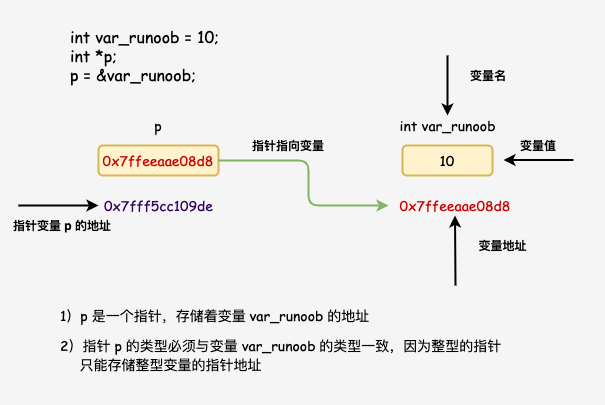 int var_runoob = 10;
int *p;
p = &var_runoob;
变量名
p
指针指向变量
int var_runoob
变量值
0x7ffeeaae08d8
10
0x7fff5cc109de
0x7ffeeaae08d8
指针变量 p 的地址
变量地址
1）p 是一个指针，存储着变量 var_runoob 的地址
2）指针 p 的类型必须与变量 var_runoob 的类型一致，因为整型的指针
只能存储整型变量的指针地址